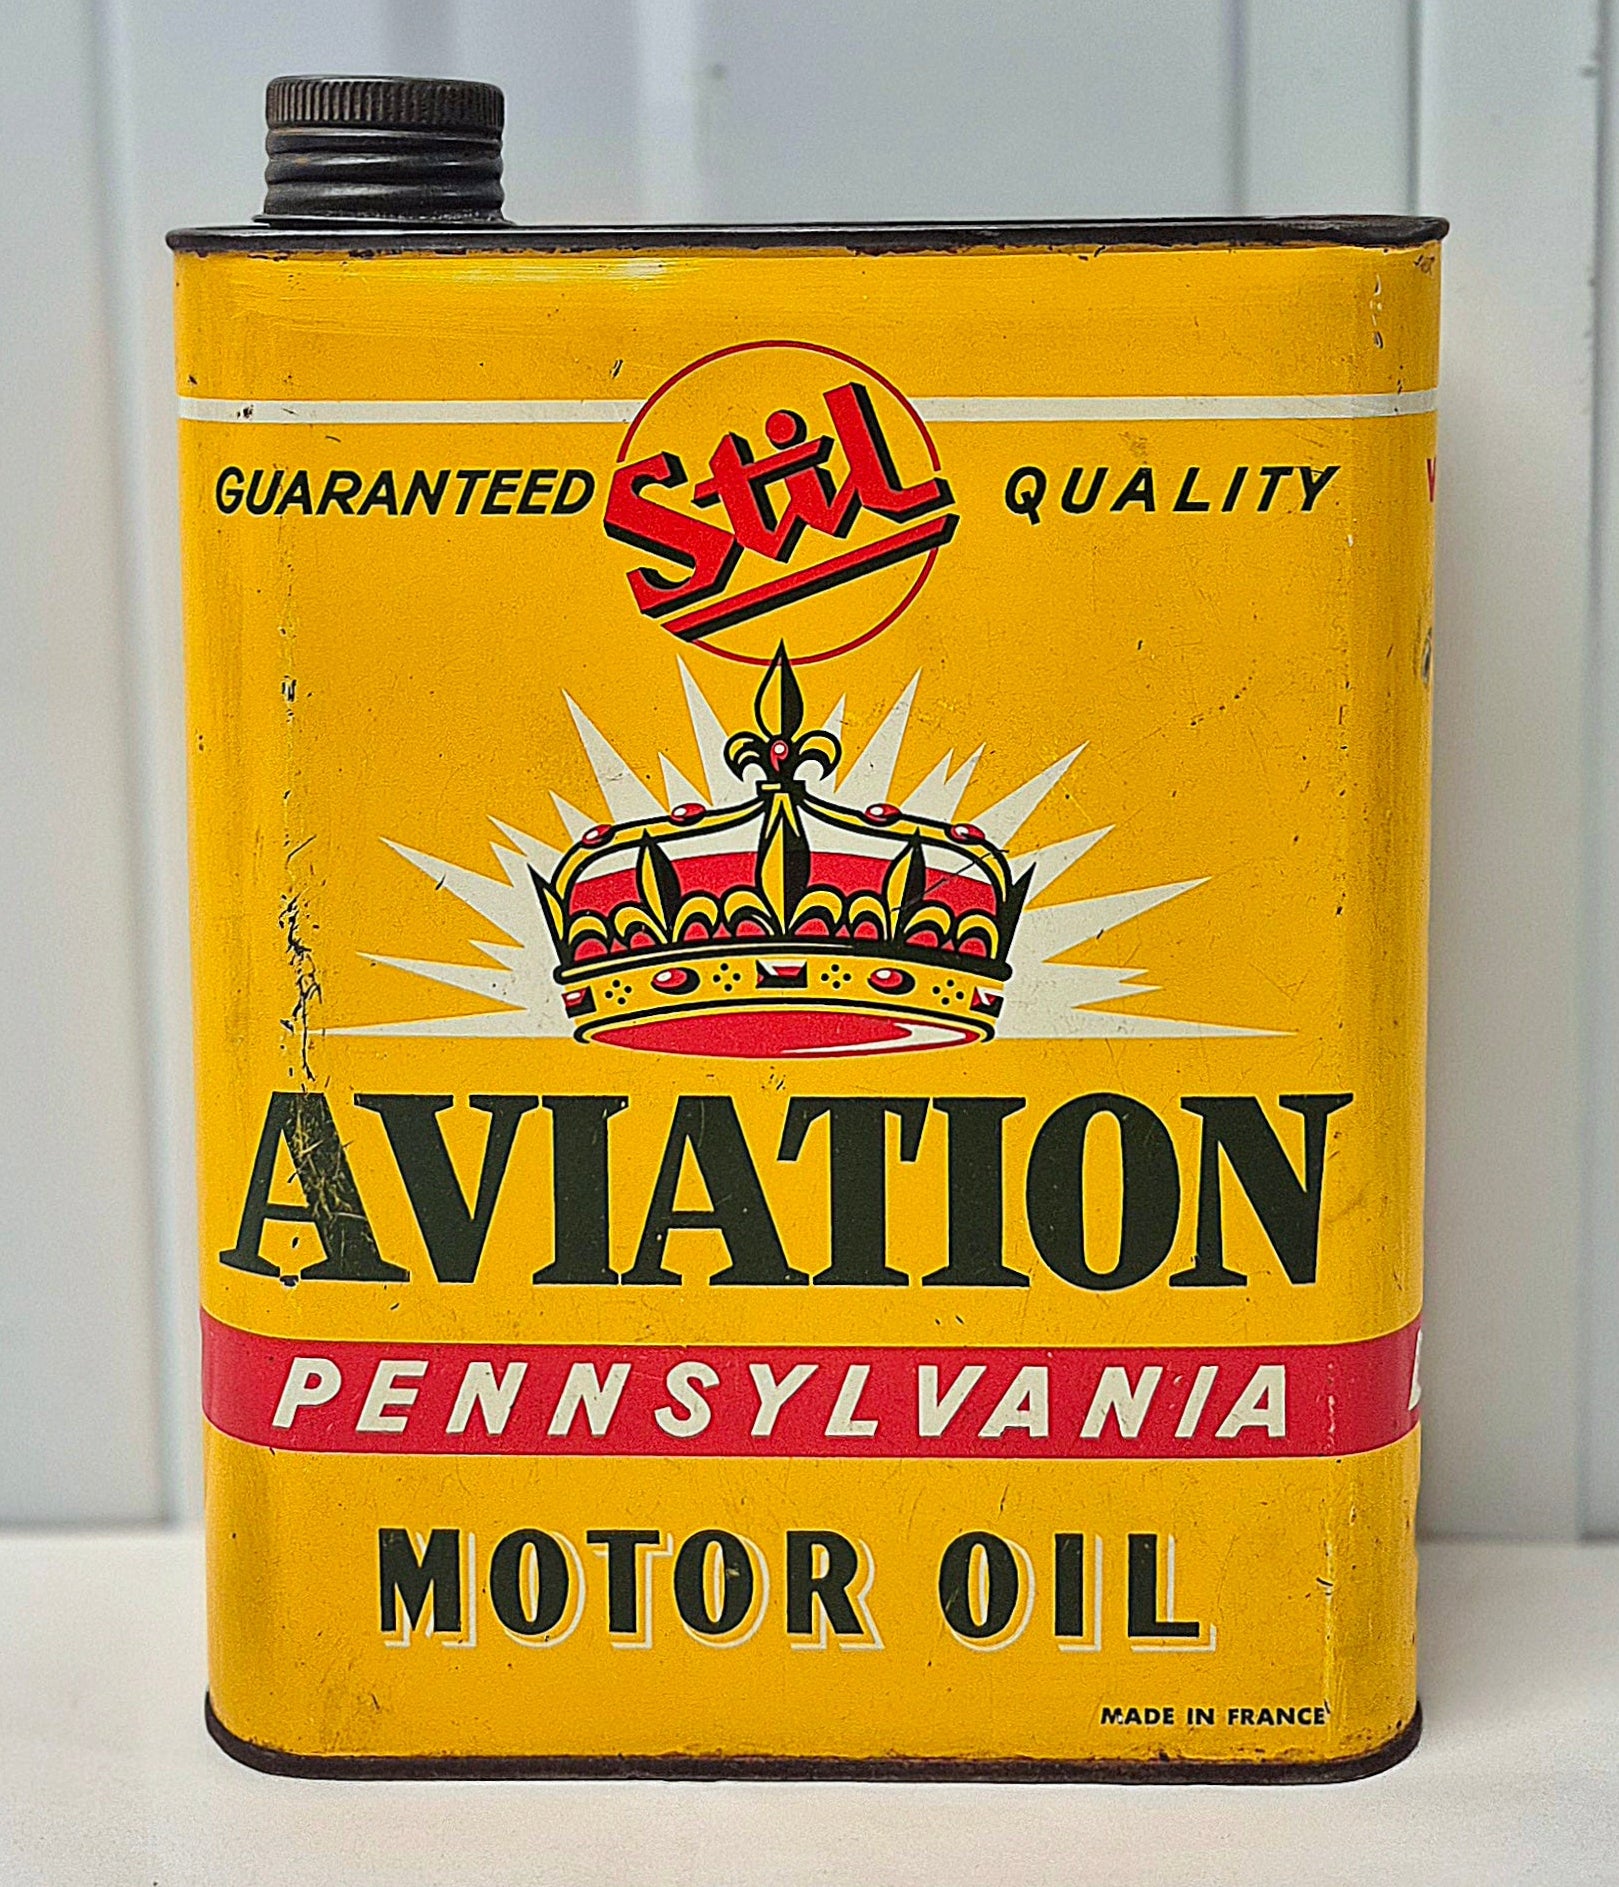 Stil
GUARANTEED QUALITY
AVIATION
PENNSYLVANIA
MOTOR OIL
MADE IN FRANCE